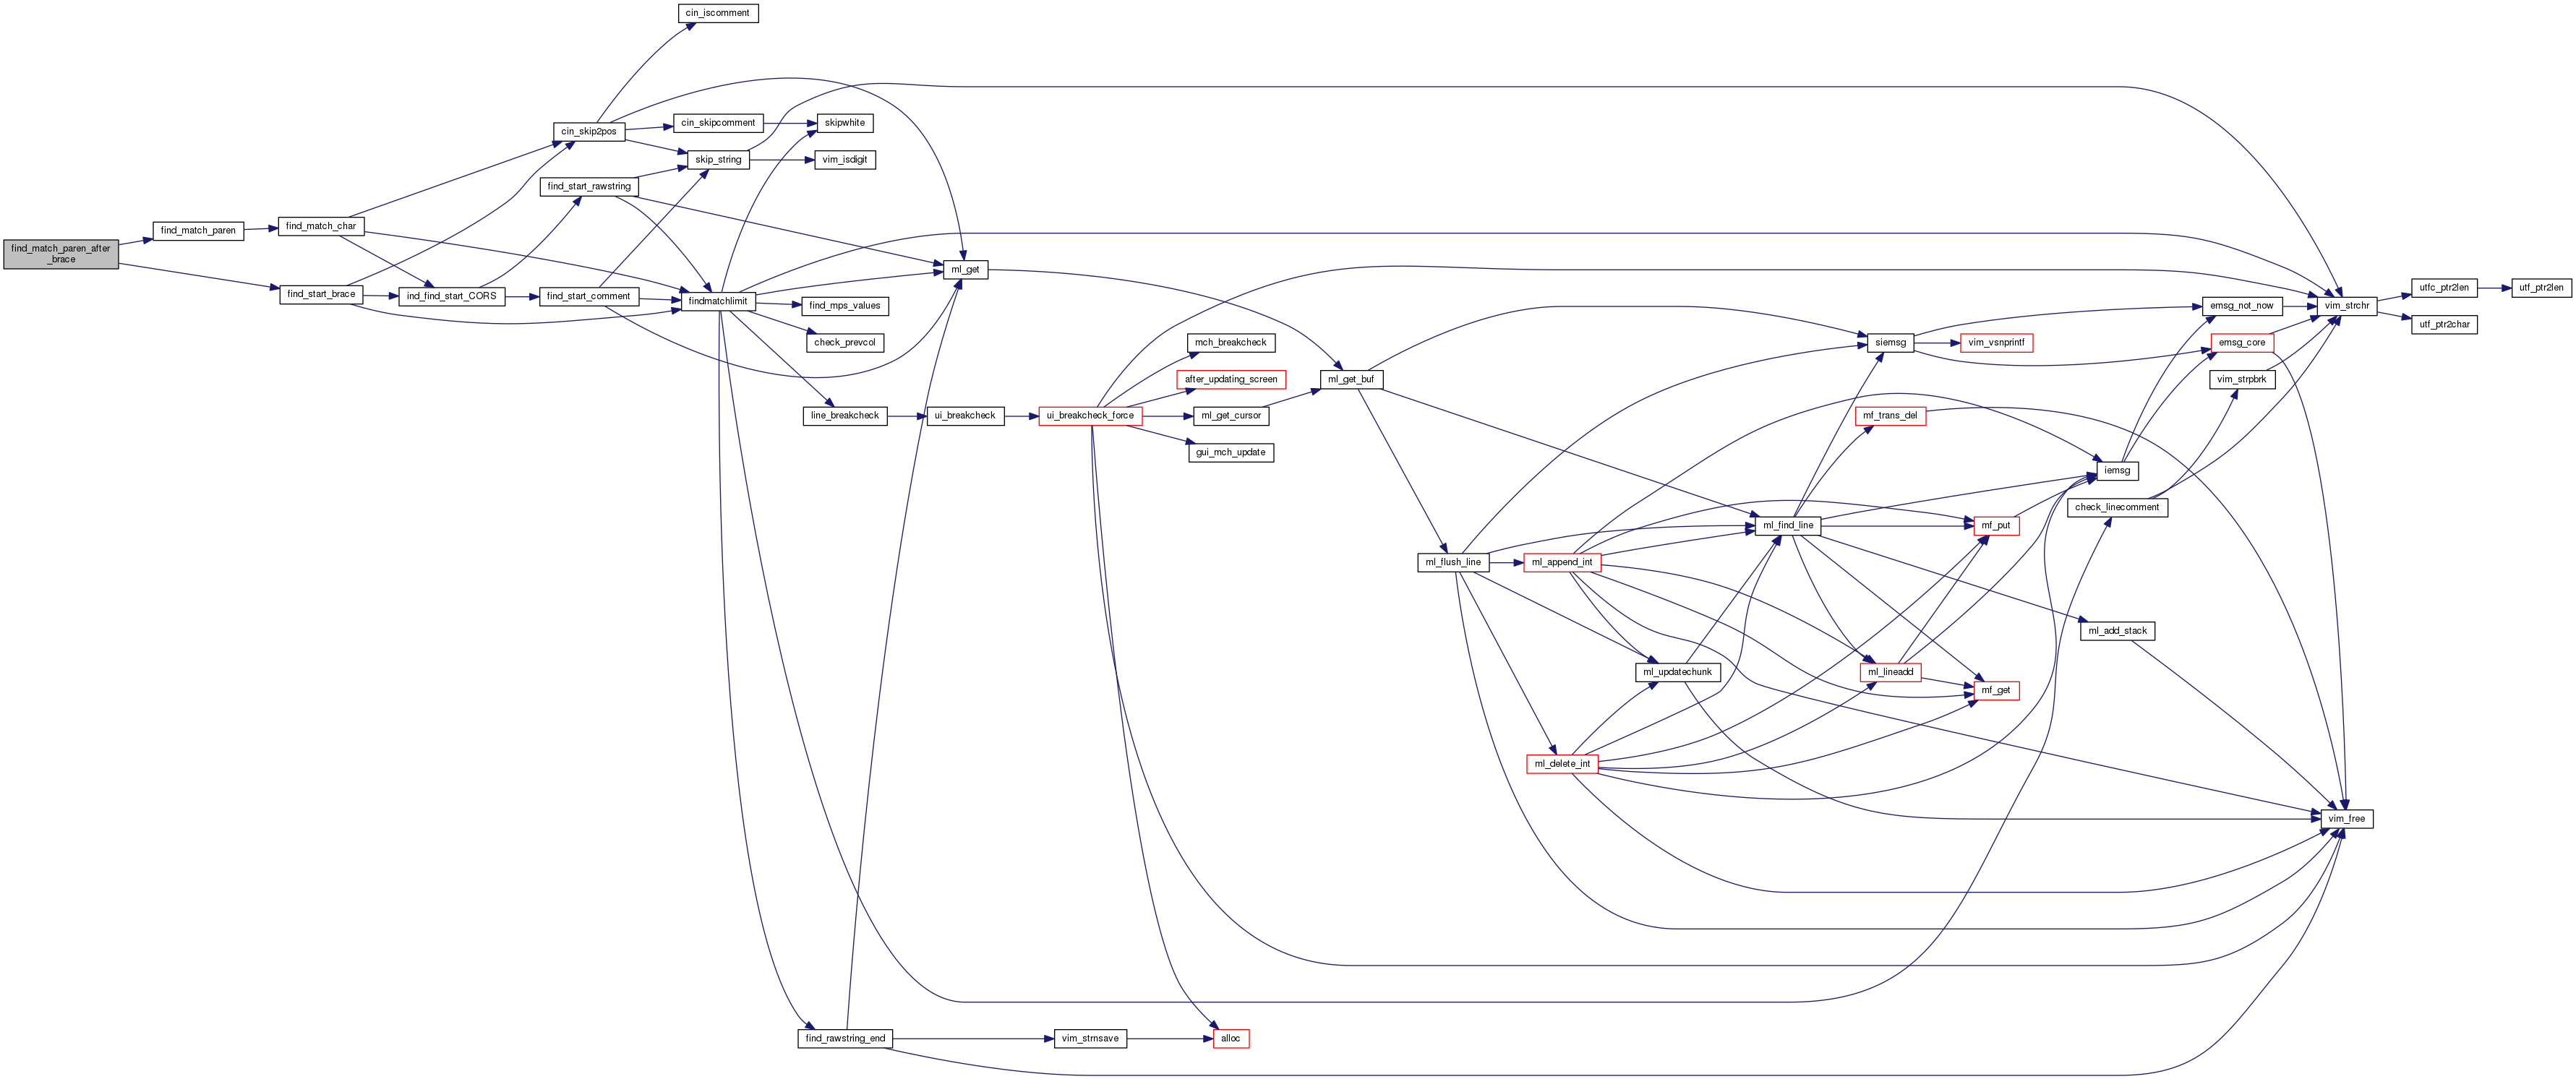 cin_iscomment
cin_skip2pos
cin_skipcomment
skipwhite
skip_string
vim_isdigit
find_start_rawstring
find_match_paren_after
_brace
find_match_paren
find_match_char
find_start_brace
ind_find_start_CORS
find_start_comment
findmatchlimit
ml_get
find_mps_values
check_prevcol
line_breakcheck
ui_breakcheck
ui_breakcheck_force
mch_breakcheck
after_updating_screen
ml_get_cursor
gui_mch_update
ml_get_buf
siemsg
vim_vsnprintf
emsg_not_now
emsg_core
vim_strpbrk
vim_strchr
utfc_ptr2len
utf_ptr2len
utf_ptr2char
mf_trans_del
iemsg
check_linecomment
ml_find_line
mf_put
ml_flush_line
ml_append_int
ml_add_stack
ml_updatechunk
ml_lineadd
mf_get
ml_delete_int
vim_free
find_rawstring_end
vim_strnsave
alloc